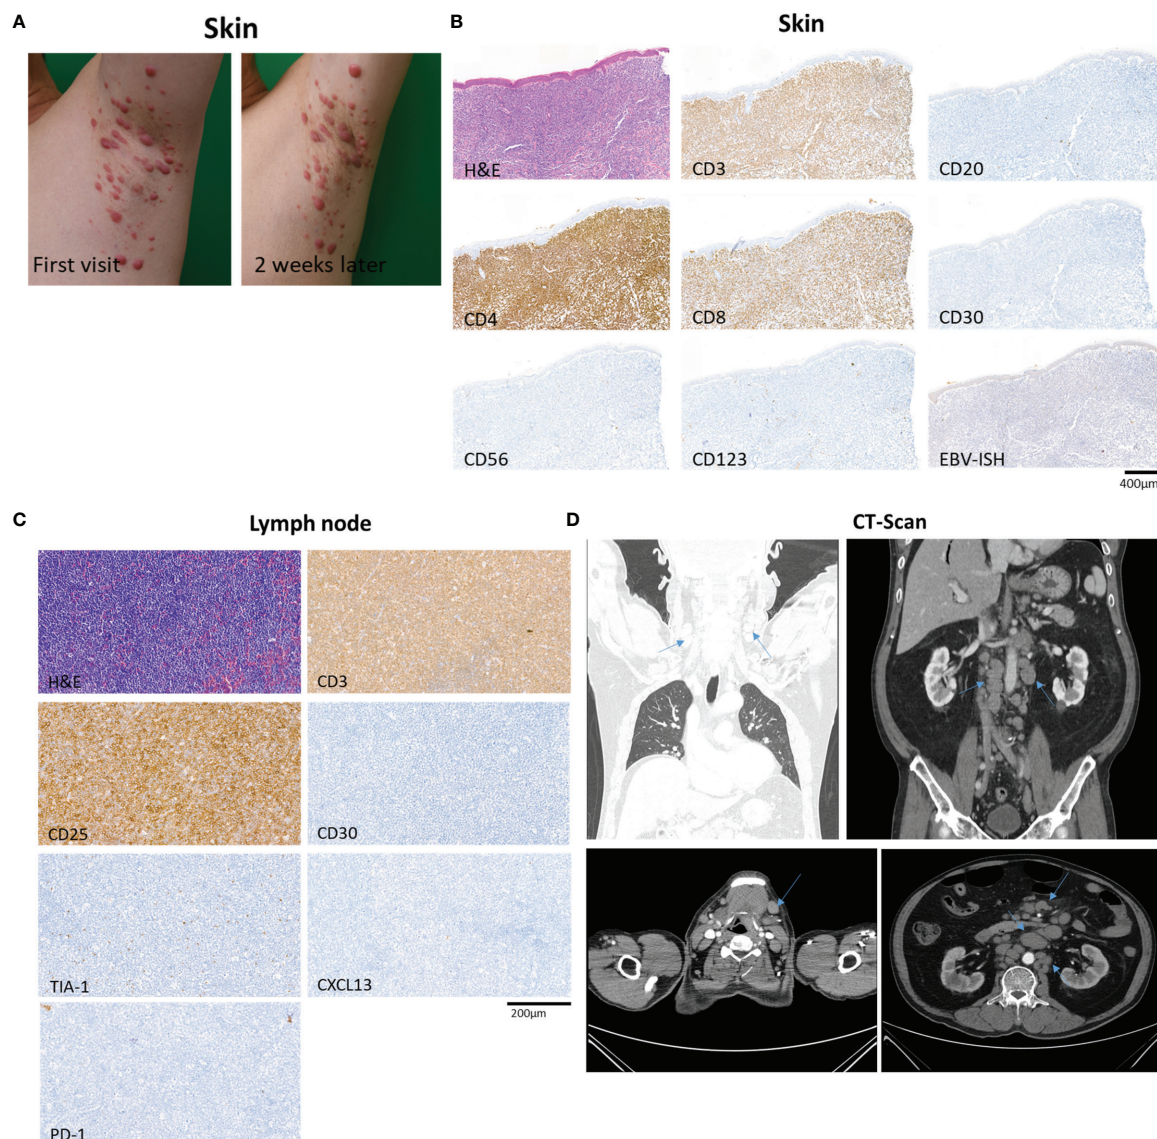 A
Skin
First visit
2 weeks later
B
Skin
H&E
CD3
CD20
CD4
CD8
CD30
CD56
CD123
EBV-ISH
400µm
C
Lymph node
H&E
CD3
CD25
CD30
TIA-1
CXCL13
200µm
PD-1
D
CT-Scan